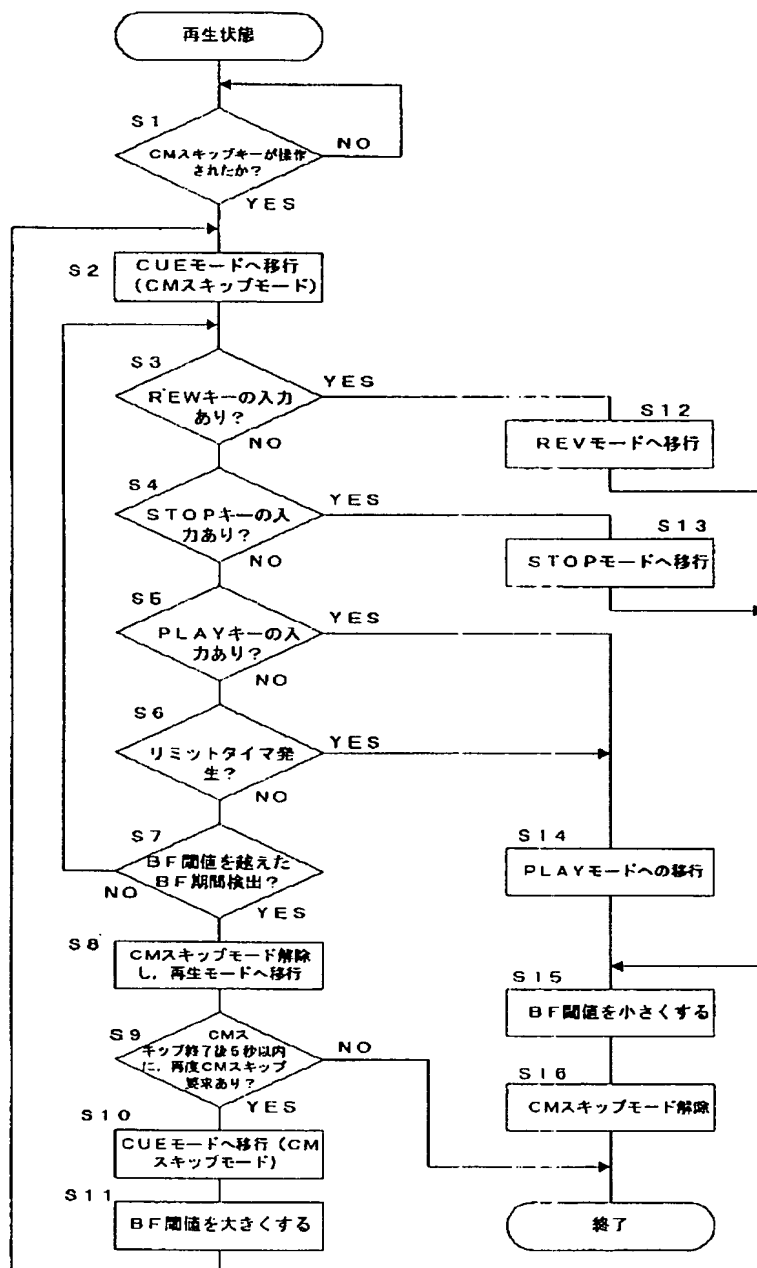 再生状態
S1
CMスキップキーが操作
されたか?
NO
YES
S2
CUEモードへ移行
(CMスキップモード)
S3
REWキーの入力
あり?
YES
NO
S12
REVモードへ移行
S4
STOPキーの入
力あり?
YES
NO
S13
STOPモードへ移行
S5
PLAYキーの入
力あり?
YES
NO
S6
リミットタイマ発
生?
YES
NO
S7
BF閾値を越えた
BF期間検出?
NO
YES
S14
PLAYモードへの移行
S8
CMスキップモード解除
し,再生モードへ移行
S15
BF閾値を小さくする
S9
CMス
キップ終了後5秒以内
に,再度CMスキップ
要求あり?
NO
YES
S16
CMスキップモード解除
S10
CUEモードへ移行(CM
スキップモード)
S11
BF閾値を大きくする
終了